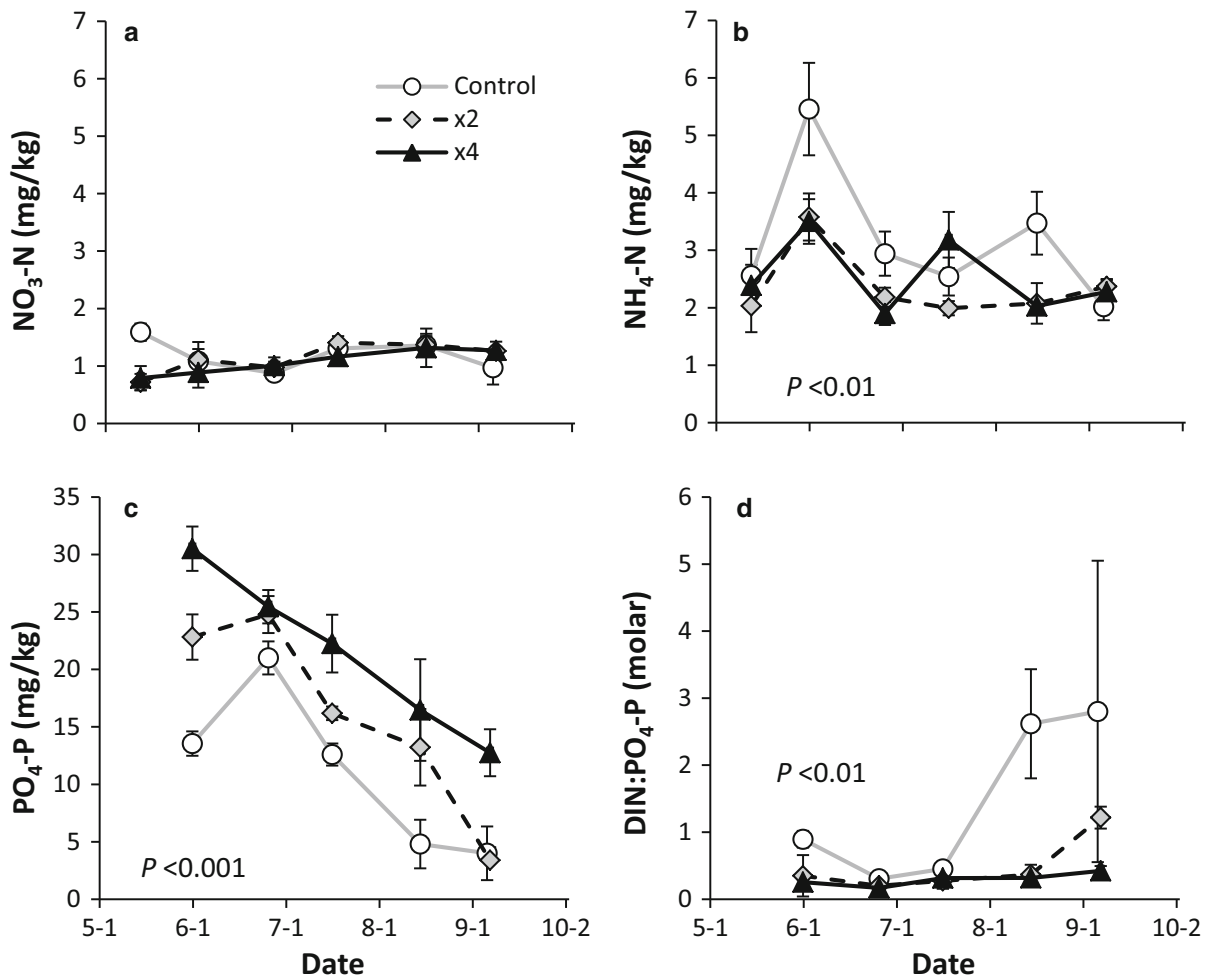 a
7
6
5
4
3
2
1
0
NO₃-N (mg/kg)
Control
x2
x4
b
7
6
5
4
3
2
1
0
NH₄-N (mg/kg)
P <0.01
c
35
30
25
20
15
10
5
0
PO₄-P (mg/kg)
P <0.001
5-1 6-1 7-1 8-1 9-1 10-2
Date
d
6
5
4
3
2
1
0
DIN:PO₄-P (molar)
P <0.01
5-1 6-1 7-1 8-1 9-1 10-2
Date